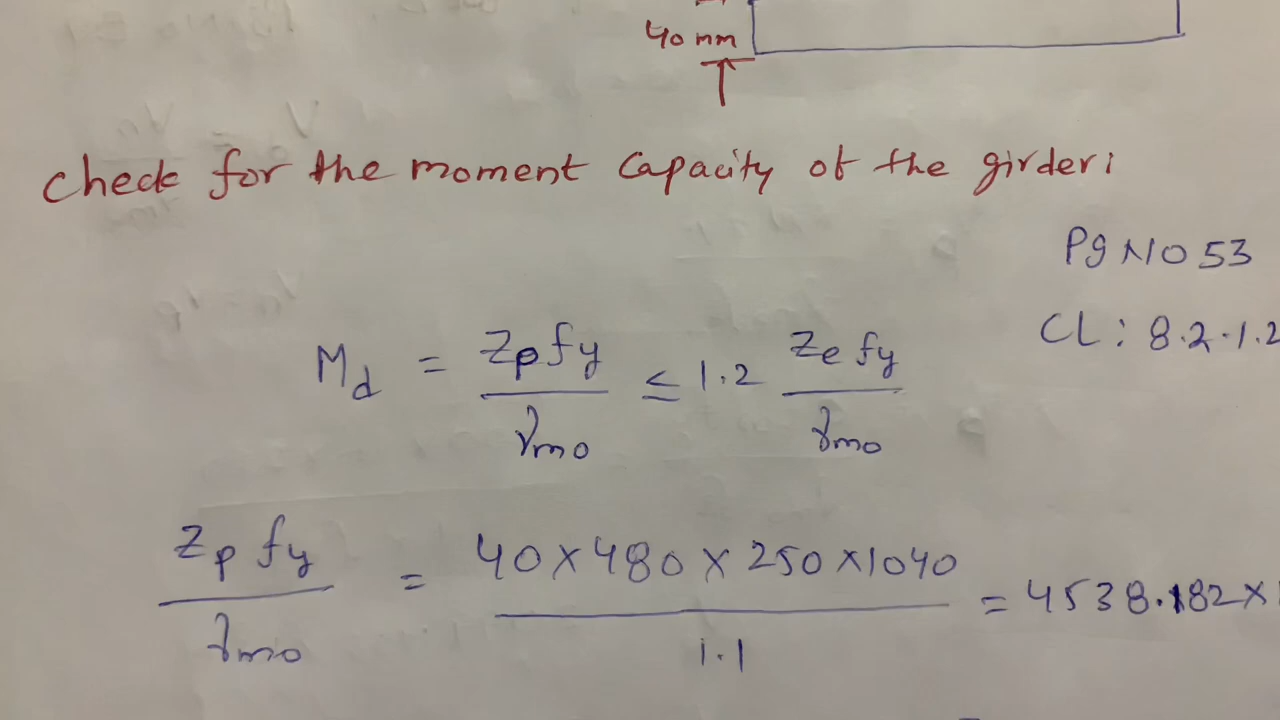 40 mm
Check for the moment Capacity of the girder:
Pg NO 53
CL: 8.2.1.2
Md = Zp fy / γmo ≤ 1.2 Ze fy / γmo
Zp fy / γmo = 40 x 480 x 250 x 1040 / 1.1 = 4538.182 x